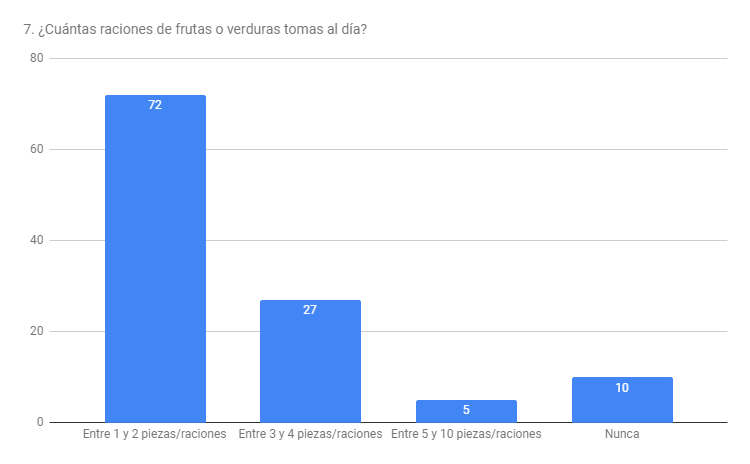 7. ¿Cuántas raciones de frutas o verduras tomas al día?
80
60
40
20
0
72
27
5
10
Entre 1 y 2 piezas/raciones
Entre 3 y 4 piezas/raciones
Entre 5 y 10 piezas/raciones
Nunca